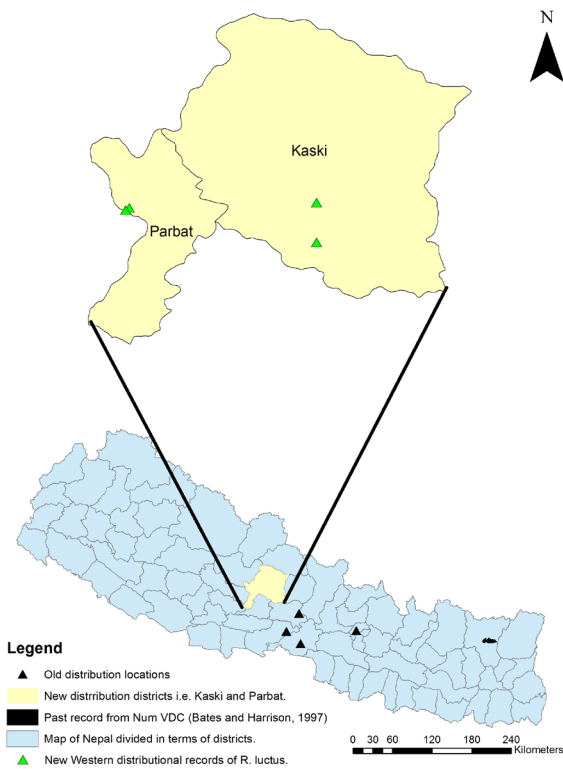 N
Kaski
Parbat
Legend
Old distribution locations
New distrribution districts i.e. Kaski and Parbat.
Past record from Num VDC (Bates and Harrison, 1997)
Map of Nepal divided in terms of districts.
New Western distributional records of R. luctus.
0 30 60 120 180 240
Kilometers